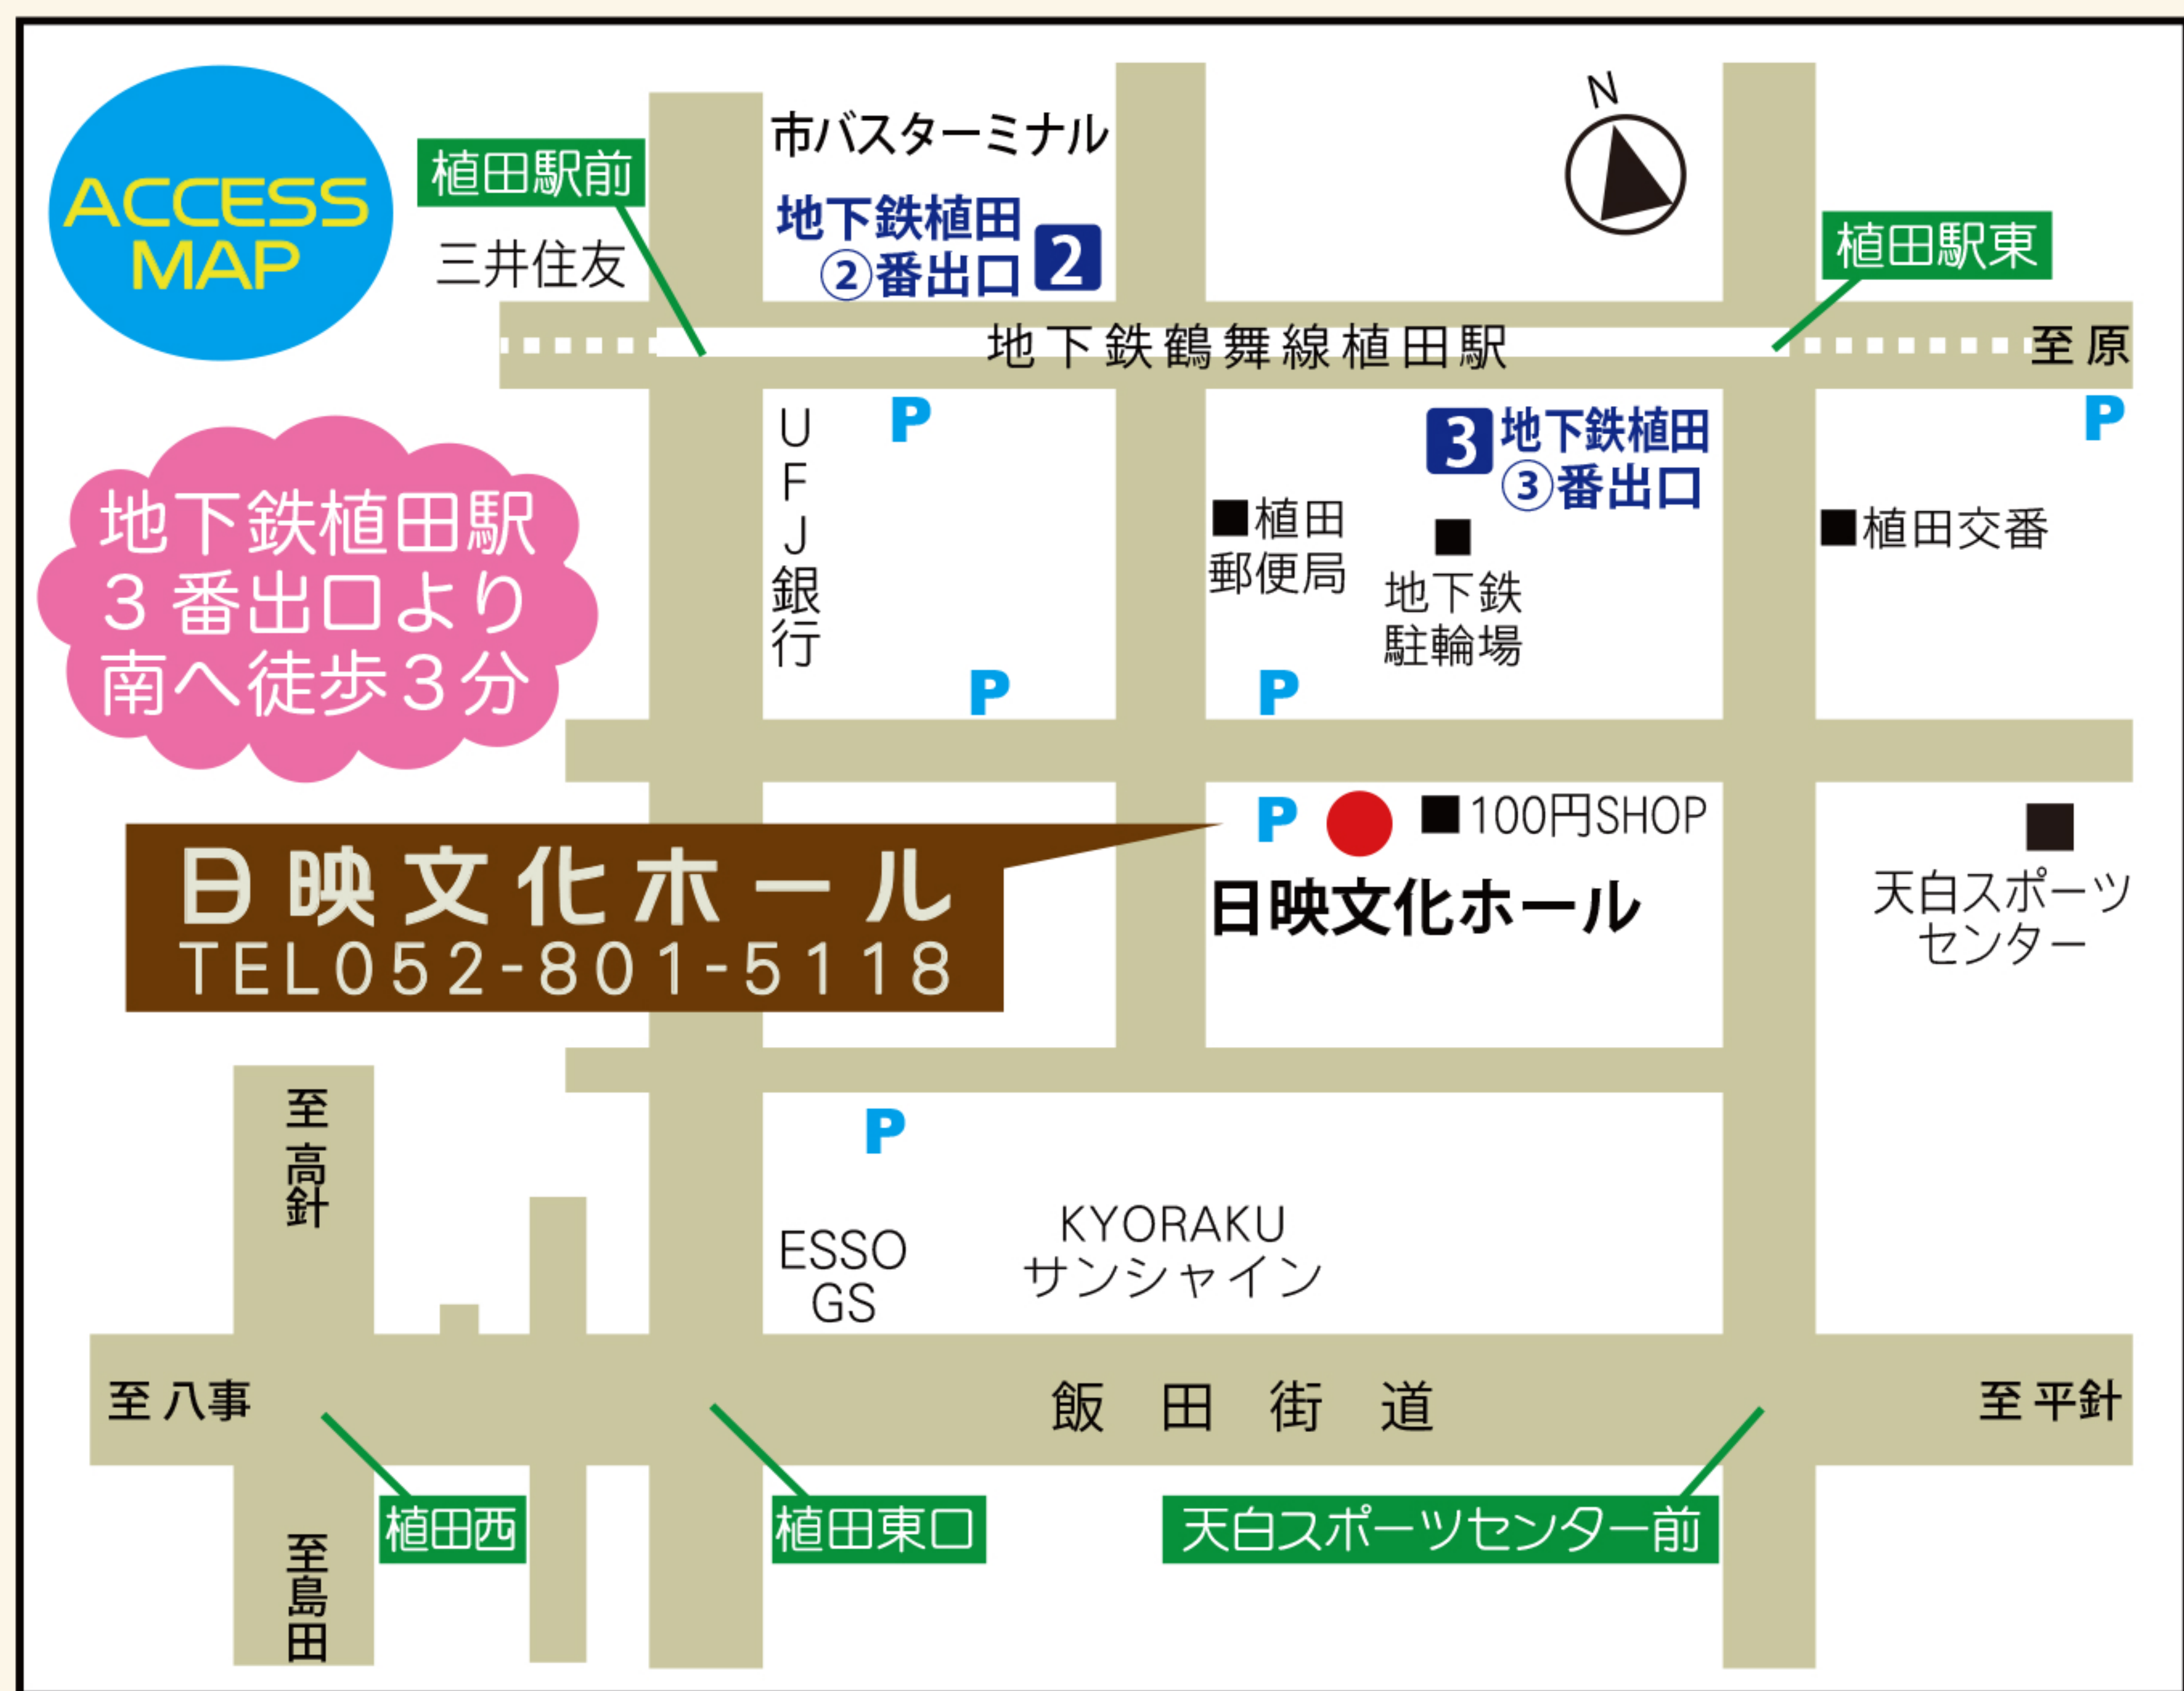 ACCESS
MAP
植田駅前
三井住友
市バスターミナル
地下鉄植田
②番出口
2
N
植田駅東
地下鉄鶴舞線植田駅
至原
地下鉄植田駅
3番出口より
南へ徒歩3分
UFJ銀行
P
P
P
3
地下鉄植田
③番出口
■植田
郵便局
■
地下鉄
駐輪場
P
■植田交番
P
■100円SHOP
日映文化ホール
日映文化ホール
TEL052-801-5118
■
天白スポーツ
センター
至高針
P
ESSO
GS
KYORAKU
サンシャイン
至八事
飯田街道
至平針
植田西
植田東口
天白スポーツセンター前
至島田